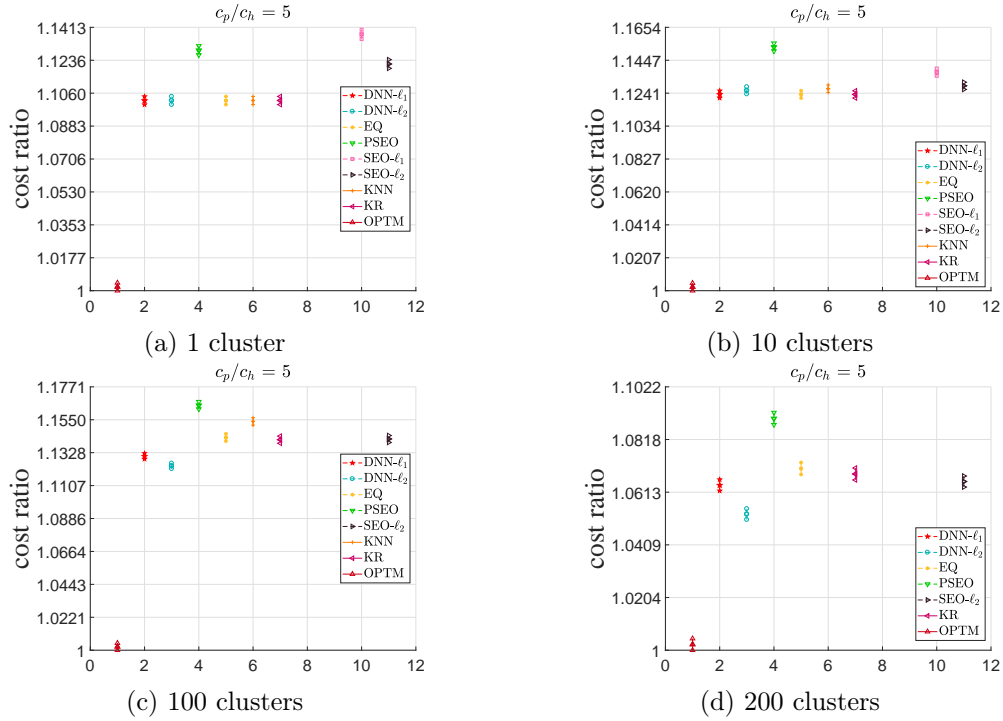 c_p/c_h = 5
1.1413
1.1236
1.1060
1.0883
1.0706
1.0530
1.0353
1.0177
1
cost ratio
0 2 4 6 8 10 12
DNN-ℓ₁
DNN-ℓ₂
EQ
PSEO
SEO-ℓ₁
SEO-ℓ₂
KNN
KR
OPTM
(a) 1 cluster
c_p/c_h = 5
1.1654
1.1447
1.1241
1.1034
1.0827
1.0620
1.0414
1.0207
1
cost ratio
0 2 4 6 8 10 12
DNN-ℓ₁
DNN-ℓ₂
EQ
PSEO
SEO-ℓ₁
SEO-ℓ₂
KNN
KR
OPTM
(b) 10 clusters
c_p/c_h = 5
1.1771
1.1550
1.1328
1.1107
1.0886
1.0664
1.0443
1.0221
1
cost ratio
0 2 4 6 8 10 12
DNN-ℓ₁
DNN-ℓ₂
EQ
PSEO
SEO-ℓ₂
KNN
KR
OPTM
(c) 100 clusters
c_p/c_h = 5
1.1022
1.0818
1.0613
1.0409
1.0204
1
cost ratio
0 2 4 6 8 10 12
DNN-ℓ₁
DNN-ℓ₂
EQ
PSEO
SEO-ℓ₂
KR
OPTM
(d) 200 clusters